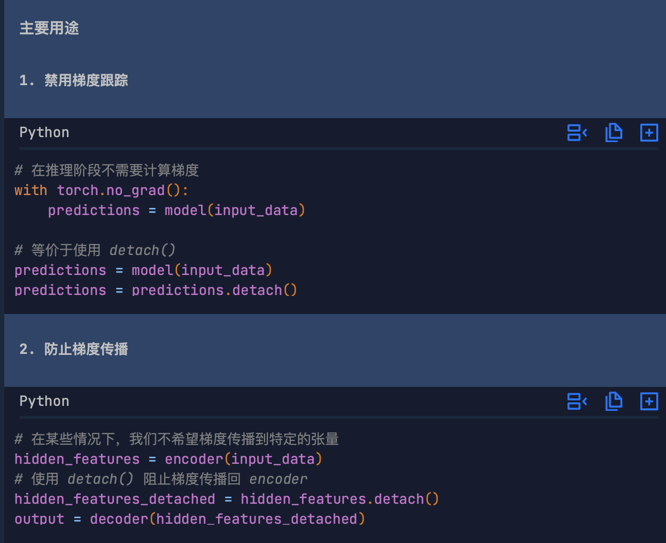 主要用途
1. 禁用梯度跟踪
Python
# 在推理阶段不需要计算梯度
with torch.no_grad():
    predictions = model(input_data)
# 等价于使用 detach()
predictions = model(input_data)
predictions = predictions.detach()
2. 防止梯度传播
Python
# 在某些情况下，我们不希望梯度传播到特定的张量
hidden_features = encoder(input_data)
# 使用 detach() 阻止梯度传播回 encoder
hidden_features_detached = hidden_features.detach()
output = decoder(hidden_features_detached)